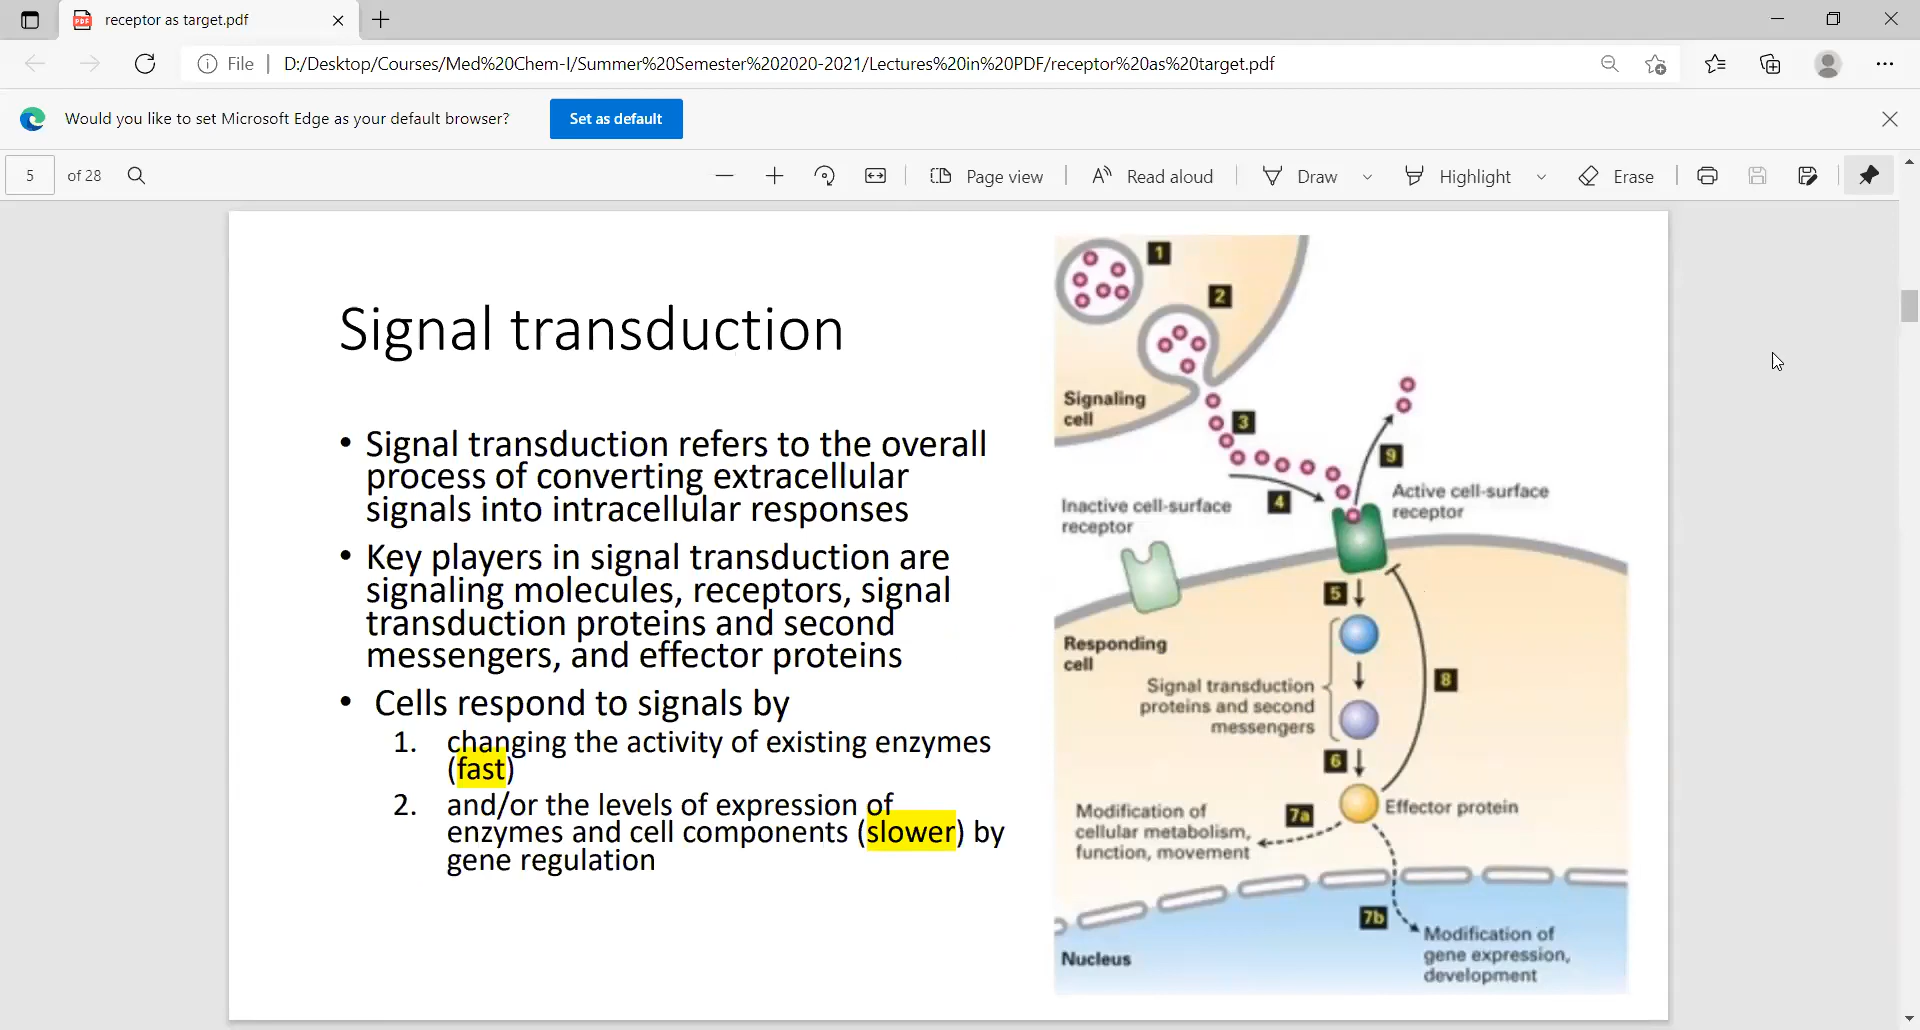 receptor as target.pdf
File
D:/Desktop/Courses/Med%20Chem-I/Summer%20Semester%202020-2021/Lectures%20in%20PDF/receptor%20as%20target.pdf
Would you like to set Microsoft Edge as your default browser?
Set as default
5
of 28
Page view
Read aloud
Draw
Highlight
Erase
Signal transduction
• Signal transduction refers to the overall
process of converting extracellular
signals into intracellular responses
• Key players in signal transduction are
signaling molecules, receptors, signal
transduction proteins and second
messengers, and effector proteins
• Cells respond to signals by
1. changing the activity of existing enzymes
(fast)
2. and/or the levels of expression of
enzymes and cell components (slower) by
gene regulation
1
2
Signaling
cell
3
9
4
Inactive cell-surface
receptor
Active cell-surface
receptor
5
Responding
cell
Signal transduction
proteins and second
messengers
8
6
Effector protein
7a
Modification of
cellular metabolism,
function, movement
7b
Nucleus
Modification of
gene expression,
development